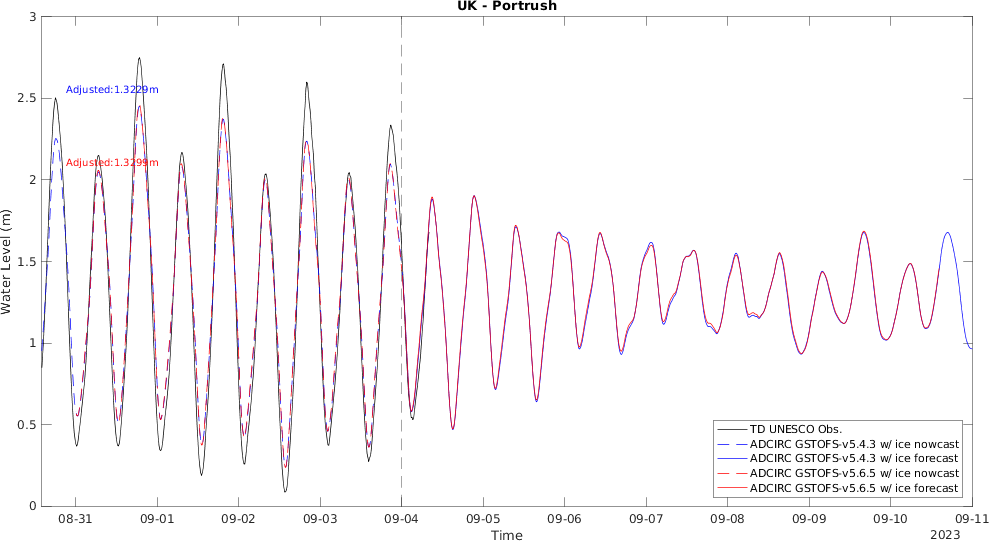 UK - Portrush
3
2.5
2
1.5
1
0.5
0
Water Level (m)
Adjusted:1.3229m
Adjusted:1.3299m
TD UNESCO Obs.
ADCIRC GSTOFS-v5.4.3 w/ ice nowcast
ADCIRC GSTOFS-v5.4.3 w/ ice forecast
ADCIRC GSTOFS-v5.6.5 w/ ice nowcast
ADCIRC GSTOFS-v5.6.5 w/ ice forecast
08-31 09-01 09-02 09-03 09-04 09-05 09-06 09-07 09-08 09-09 09-10 09-11
Time
2023